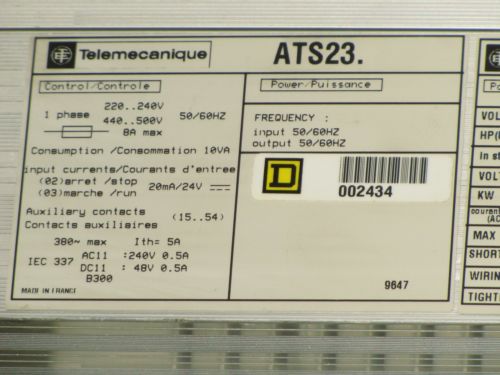 Telemecanique
ATS23.
Control/Controle
1 phase 220..240V 50/60HZ
440..500V
8A max
Consumption/Consommation 10VA
input currents/Courants d'entree
(02)arret /stop 20mA/24V
(03)marche /run
Auxiliary contacts (15..54)
Contacts auxiliaires
380~ max Ith= 5A
IEC 337 AC11 :240V 0.5A
DC11 : 48V 0.5A
B300
MADE IN FRANCE
Power/Puissance
FREQUENCY :
input 50/60HZ
output 50/60HZ
D
002434
9647
VOL
HP(
In st
VOLT
KW
courant
(AC
MAX
SHORT
WIRIN
TIGHT